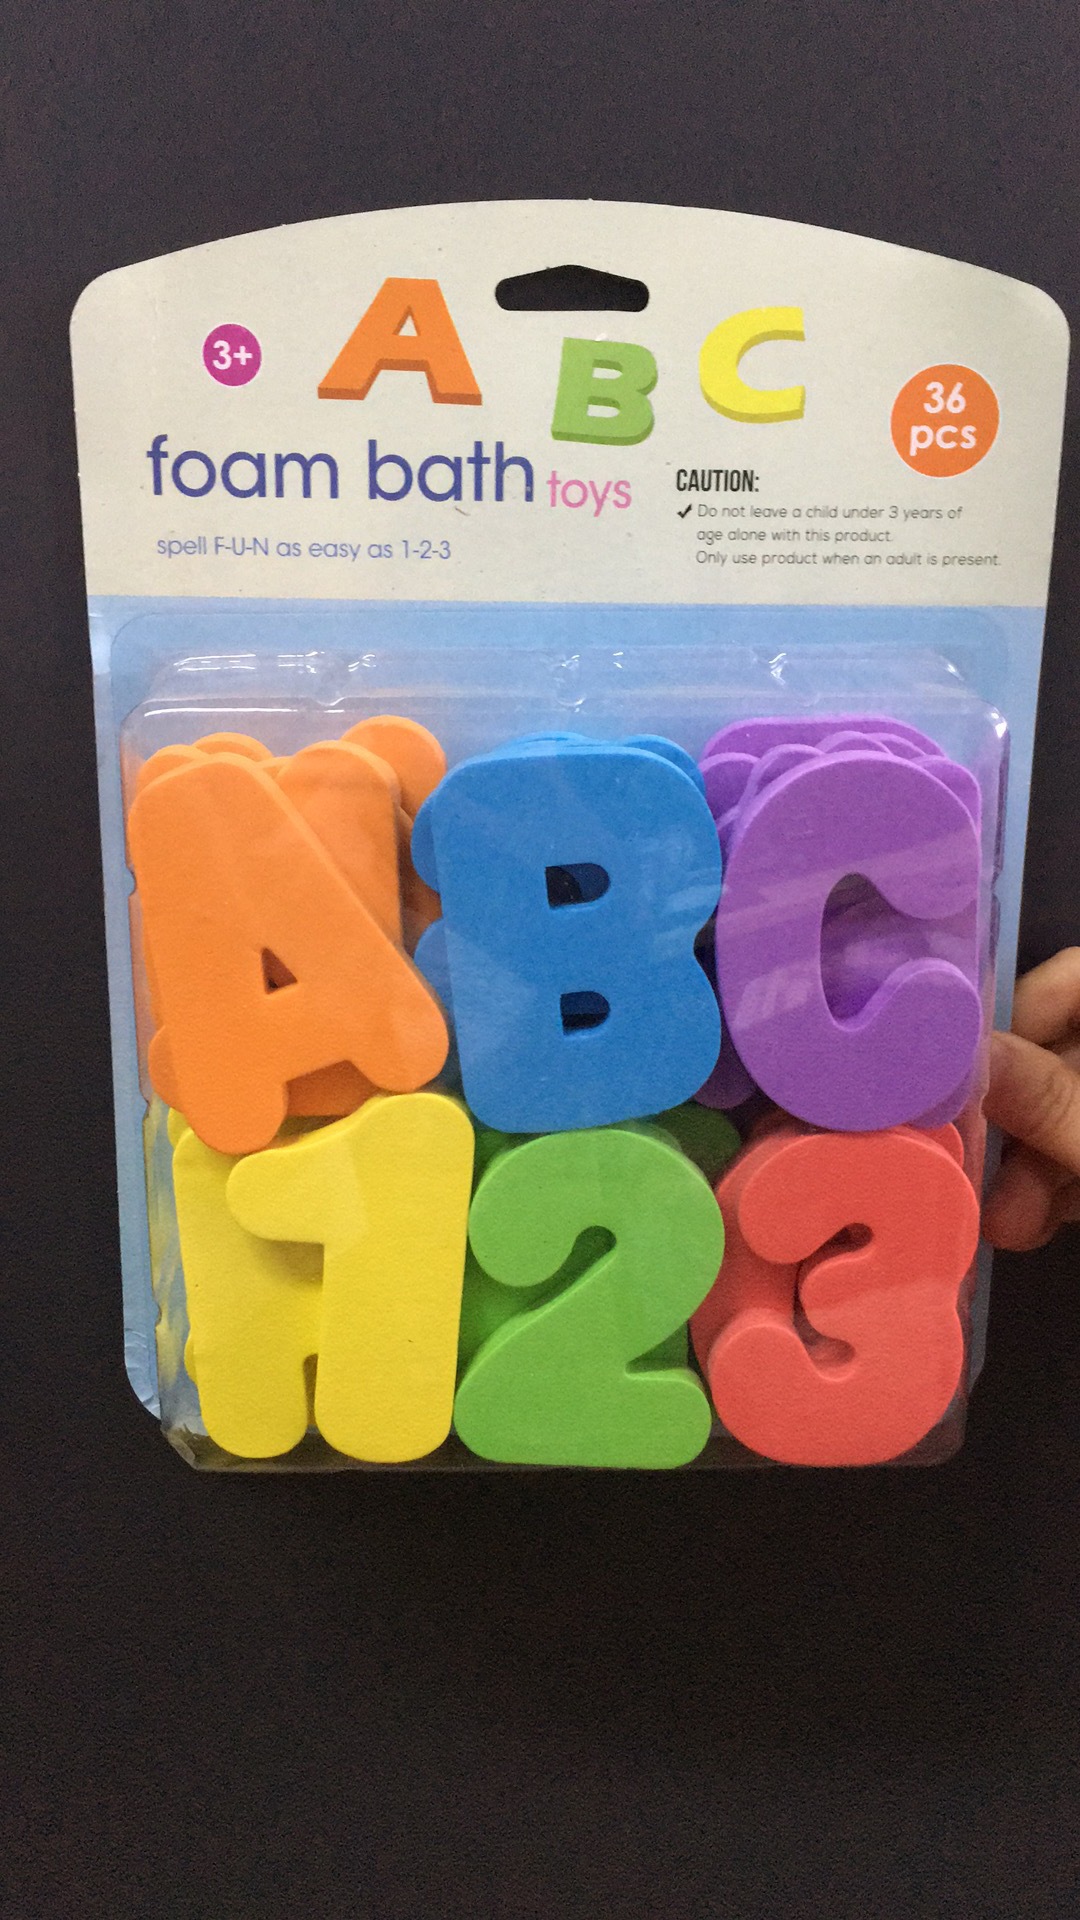 A B C
3+
36
pcs
foam bath toys
spell F-U-N as easy as 1-2-3
CAUTION:
✓ Do not leave a child under 3 years of
age alone with this product.
Only use product when an adult is present.
A B C
1 2 3